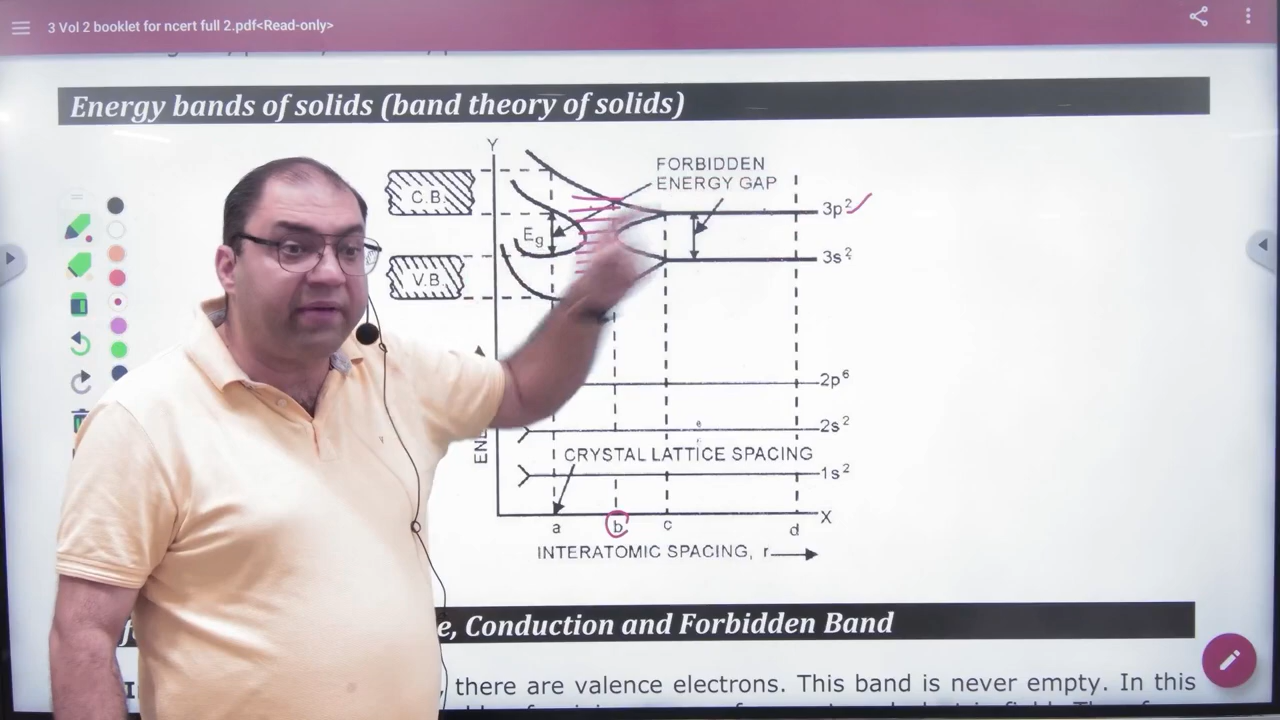 3 Vol 2 booklet for ncert full 2.pdf<Read-only>
Energy bands of solids (band theory of solids)
Y
FORBIDDEN
ENERGY GAP
C.B.
3p²
Eg
3s²
V.B.
2p⁶
2s²
CRYSTAL LATTICE SPACING
1s²
X
a b c d
INTERATOMIC SPACING, r
Conduction and Forbidden Band
there are valence electrons. This band is never empty. In this